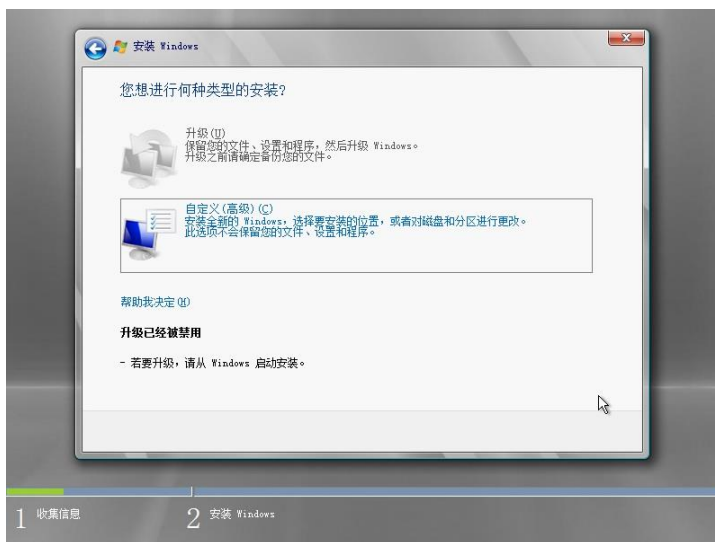 安装 Windows
您想进行何种类型的安装?
升级(U)
保留您的文件、设置和程序，然后升级 Windows。
升级之前请确定备份您的文件。
自定义(高级)(C)
安装全新的 Windows，选择要安装的位置，或者对磁盘和分区进行更改。
此选项不会保留您的文件、设置和程序。
帮助我决定(H)
升级已经被禁用
- 若要升级，请从 Windows 启动安装。
1 收集信息
2 安装 Windows